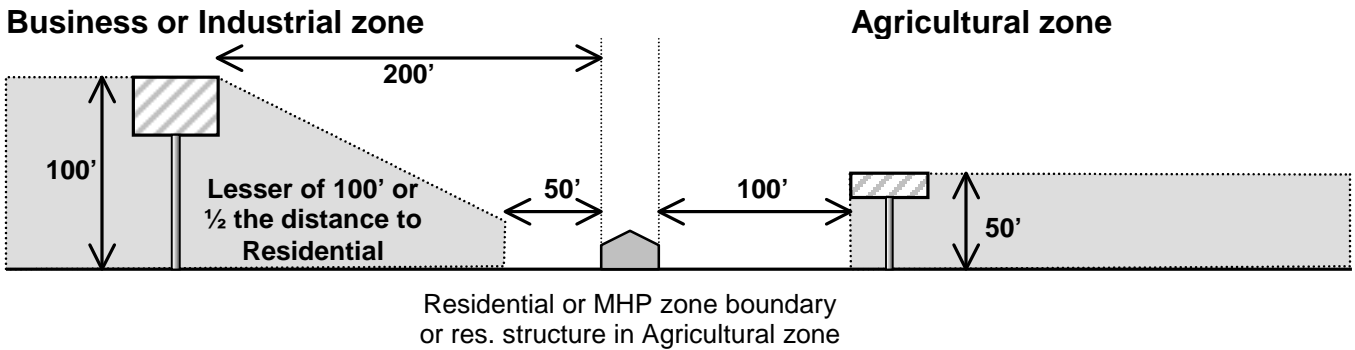 Business or Industrial zone
Agricultural zone
200’
100’
Lesser of 100’ or
½ the distance to
Residential
50’
100’
50’
Residential or MHP zone boundary
or res. structure in Agricultural zone